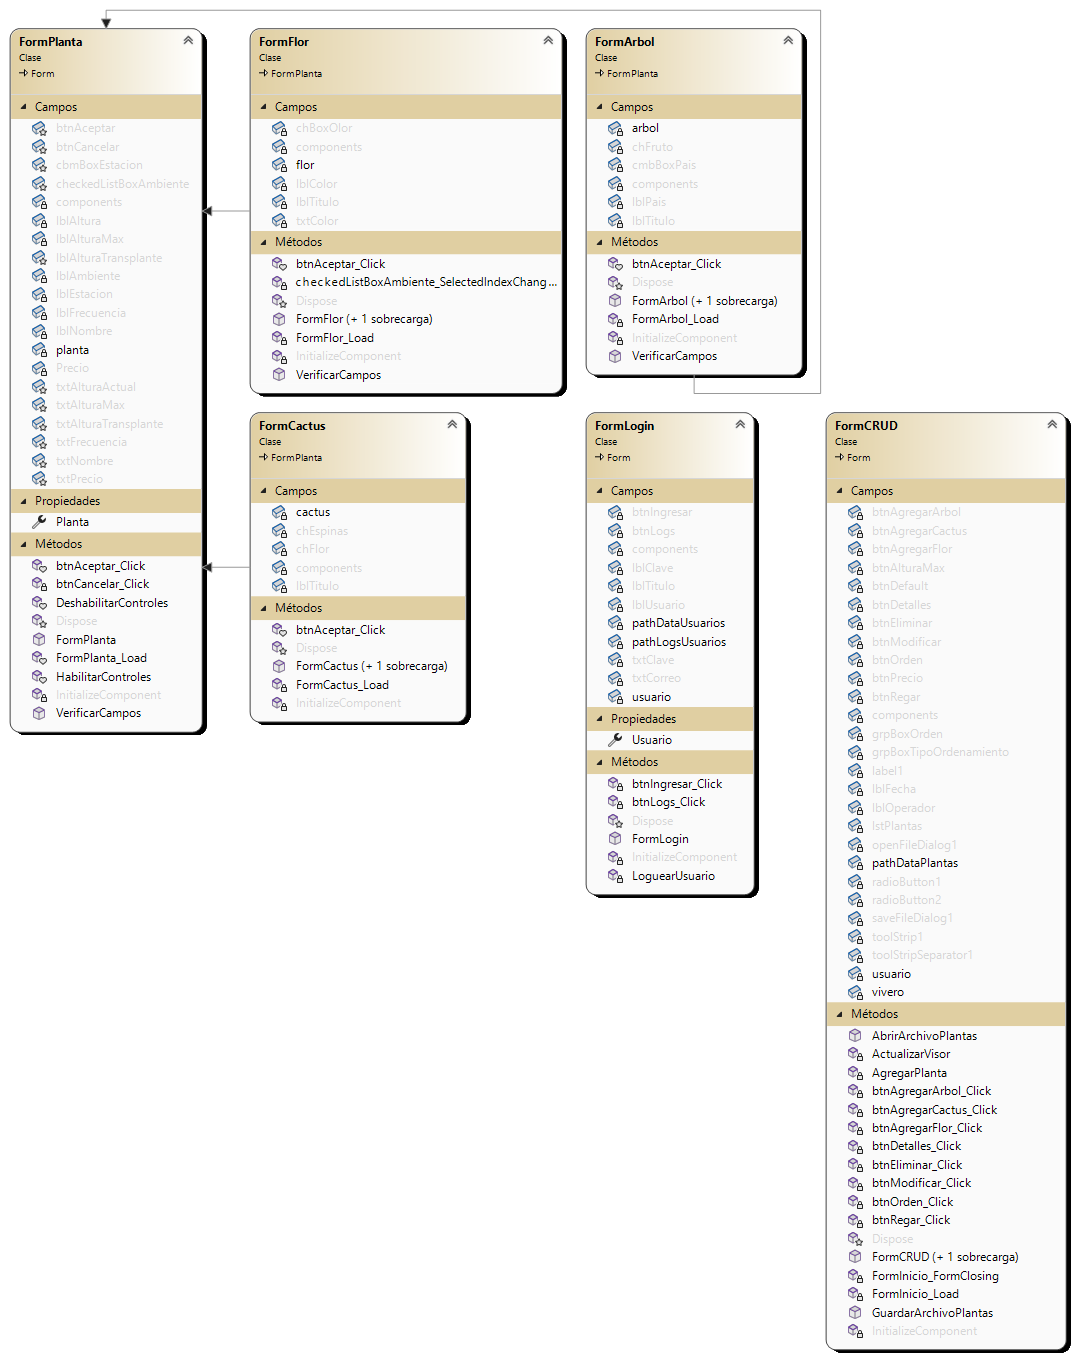 FormPlanta
Clase
Form
Campos
btnAceptar
btnCancelar
cbmBoxEstacion
checkedListBoxAmbiente
components
lblAltura
lblAlturaMax
lblAlturaTransplante
lblAmbiente
lblEstacion
lblFrecuencia
lblNombre
planta
Precio
txtAlturaActual
txtAlturaMax
txtAlturaTransplante
txtFrecuencia
txtNombre
txtPrecio
Propiedades
Planta
Métodos
btnAceptar_Click
btnCancelar_Click
DeshabilitarControles
Dispose
FormPlanta
FormPlanta_Load
HabilitarControles
InitializeComponent
VerificarCampos
FormFlor
Clase
FormPlanta
Campos
chBoxOlor
components
flor
lblColor
lblTitulo
txtColor
Métodos
btnAceptar_Click
checkedListBoxAmbiente_SelectedIndexChang...
Dispose
FormFlor (+ 1 sobrecarga)
FormFlor_Load
InitializeComponent
VerificarCampos
FormArbol
Clase
FormPlanta
Campos
arbol
chFruto
cmbBoxPais
components
lblPais
lblTitulo
Métodos
btnAceptar_Click
Dispose
FormArbol (+ 1 sobrecarga)
FormArbol_Load
InitializeComponent
VerificarCampos
FormCactus
Clase
FormPlanta
Campos
cactus
chEspinas
chFlor
components
lblTitulo
Métodos
btnAceptar_Click
Dispose
FormCactus (+ 1 sobrecarga)
FormCactus_Load
InitializeComponent
FormLogin
Clase
Form
Campos
btnIngresar
btnLogs
components
lblClave
lblTitulo
lblUsuario
pathDataUsuarios
pathLogsUsuarios
txtClave
txtCorreo
usuario
Propiedades
Usuario
Métodos
btnIngresar_Click
btnLogs_Click
Dispose
FormLogin
InitializeComponent
LoguearUsuario
FormCRUD
Clase
Form
Campos
btnAgregarArbol
btnAgregarCactus
btnAgregarFlor
btnAlturaMax
btnDefault
btnDetalles
btnEliminar
btnModificar
btnOrden
btnPrecio
btnRegar
components
grpBoxOrden
grpBoxTipoOrdenamiento
label1
lblFecha
lblOperador
lstPlantas
openFileDialog1
pathDataPlantas
radioButton1
radioButton2
saveFileDialog1
toolStrip1
toolStripSeparator1
usuario
vivero
Métodos
AbrirArchivoPlantas
ActualizarVisor
AgregarPlanta
btnAgregarArbol_Click
btnAgregarCactus_Click
btnAgregarFlor_Click
btnDetalles_Click
btnEliminar_Click
btnModificar_Click
btnOrden_Click
btnRegar_Click
Dispose
FormCRUD (+ 1 sobrecarga)
FormInicio_FormClosing
FormInicio_Load
GuardarArchivoPlantas
InitializeComponent